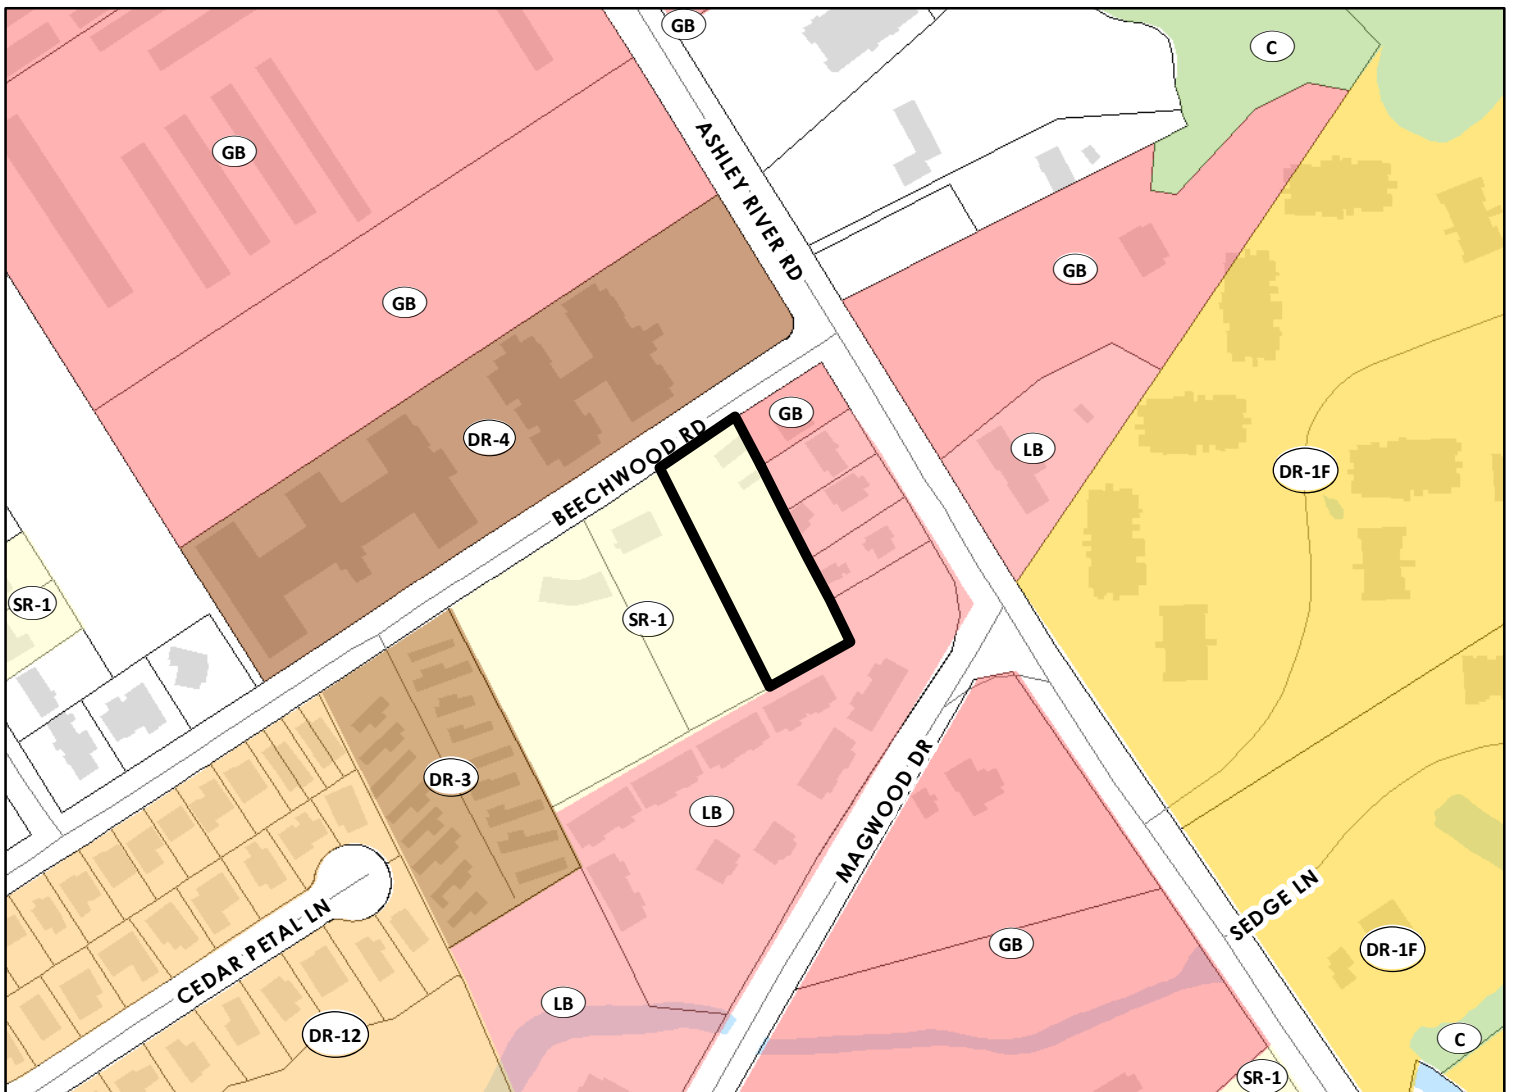 GB
C
GB
ASHLEY RIVER RD
GB
GB
GB
DR-4
BEECHWOOD RD
LB
DR-1F
SR-1
SR-1
DR-3
LB
MAGWOOD DR
CEDAR PETAL LN
SEDGE LN
GB
DR-1F
LB
DR-12
C
SR-1